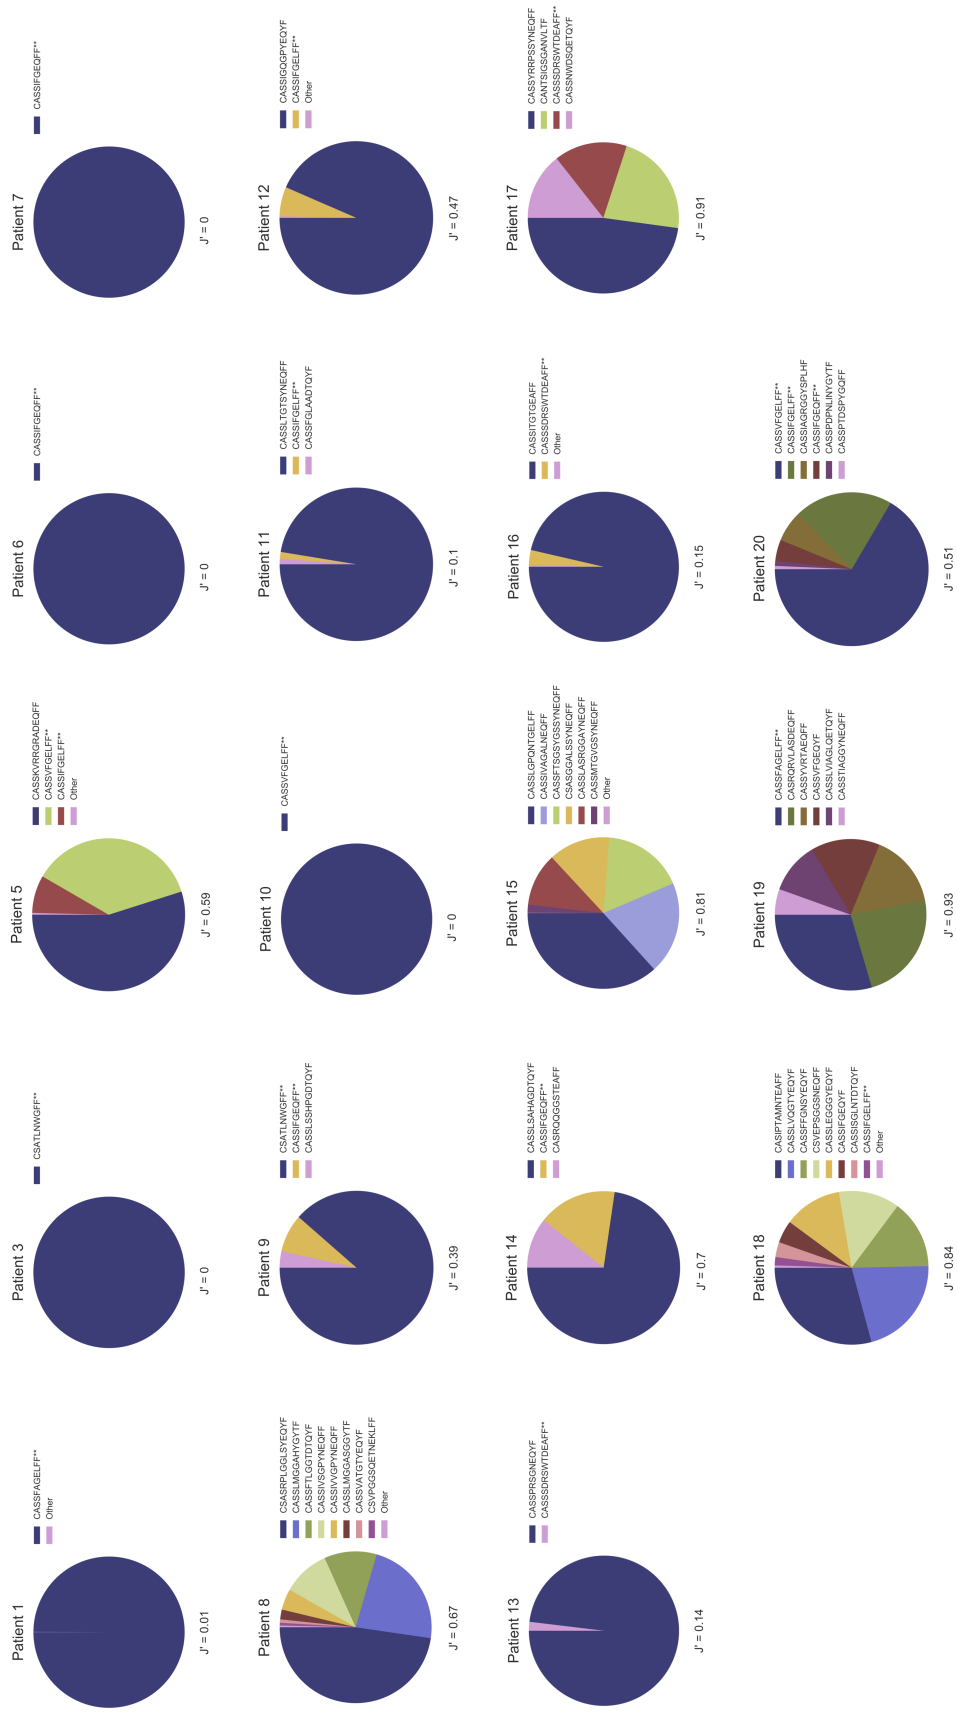 Patient 1
CASSFAGELFF**
Other
J' = 0.01
Patient 3
CSATLNWGFF**
J' = 0
Patient 5
CASSKVRRGRADEQFF
CASSVFGELFF**
CASSIFGELFF**
Other
J' = 0.59
Patient 6
CASSIFGEQFF**
J' = 0
Patient 7
CASSIFGEQFF**
J' = 0
Patient 8
CSASRPLGGLSYEQYF
CASSLMGGAHYGYTF
CASSFTLGGTDTQYF
CASSIVSGPYNEQFF
CASSIVVGPYNEQFF
CASSLMGGASGGYTF
CASSVATGTYEQYF
CSVPGGSQETNEKLFF
Other
J' = 0.67
Patient 9
CSATLNWGFF**
CASSIFGEQFF**
CASSLSSHPGDTQYF
J' = 0.39
Patient 10
CASSVFGELFF**
J' = 0
Patient 11
CASSLTGTSYNEQFF
CASSIFGELFF**
CASSFGLAADTQYF
J' = 0.1
Patient 12
CASSIGQGPYEQYF
CASSIFGELFF**
Other
J' = 0.47
Patient 13
CASSPRSGNEQYF
CASSSDRSWTDEAFF**
J' = 0.14
Patient 14
CASSLSAHAGDTQYF
CASSIFGEQFF**
CASRQQGGSTEAFF
J' = 0.7
Patient 15
CASSLGPQNTGELFF
CASSIVAGALNEQFF
CASSFTSGSYGSSYNEQFF
CSASGGALSSYNEQFF
CASSLASRGGAYNEQFF
CASSMTGVGSYNEQFF
Other
J' = 0.81
Patient 16
CASSITGTGEAFF
CASSSDRSWTDEAFF**
Other
J' = 0.15
Patient 17
CASSYRRPSSYNEQFF
CANTSIGSGANVLTF
CASSSDRSWTDEAFF**
CASSNWDSQETQYF
J' = 0.91
Patient 18
CASIPTAMNTEAFF
CASSLVQGTYEQYF
CASSFFGNSYEQYF
CSVEPSGGSNEQFF
CASSLEGGGYEQYF
CASSIFGEQYF
CASSISGLNTDTQYF
CASSIFGELFF**
Other
J' = 0.84
Patient 19
CASSFAGELFF**
CASRQRVLASDEQFF
CASSYVRTAEQFF
CASSVFGEQYF
CASSLVIAGLQETQYF
CASSTIAGGYNEQFF
J' = 0.93
Patient 20
CASSVFGELFF**
CASSIFGELFF**
CASSIAGRGGYSPLHF
CASSIFGEQFF**
CASSPDPNLINYGYTF
CASSPTDSPYGQFF
J' = 0.51